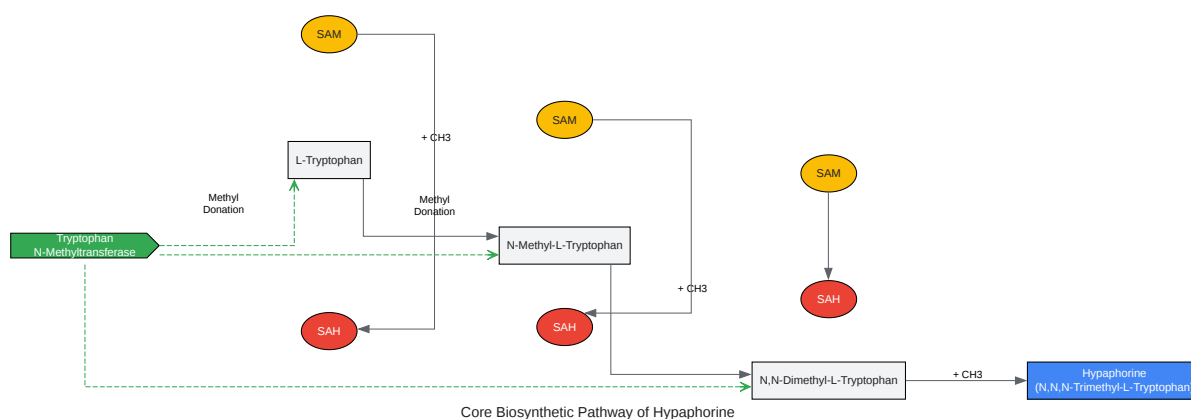 SAM
SAM
+ CH3
L-Tryptophan
SAM
Methyl
Donation
Methyl
Donation
Tryptophan
N-Methyltransferase
N-Methyl-L-Tryptophan
+ CH3
SAH
SAH
SAH
N,N-Dimethyl-L-Tryptophan
+ CH3
Hypaphorine
(N,N,N-Trimethyl-L-Tryptophan)
Core Biosynthetic Pathway of Hypaphorine